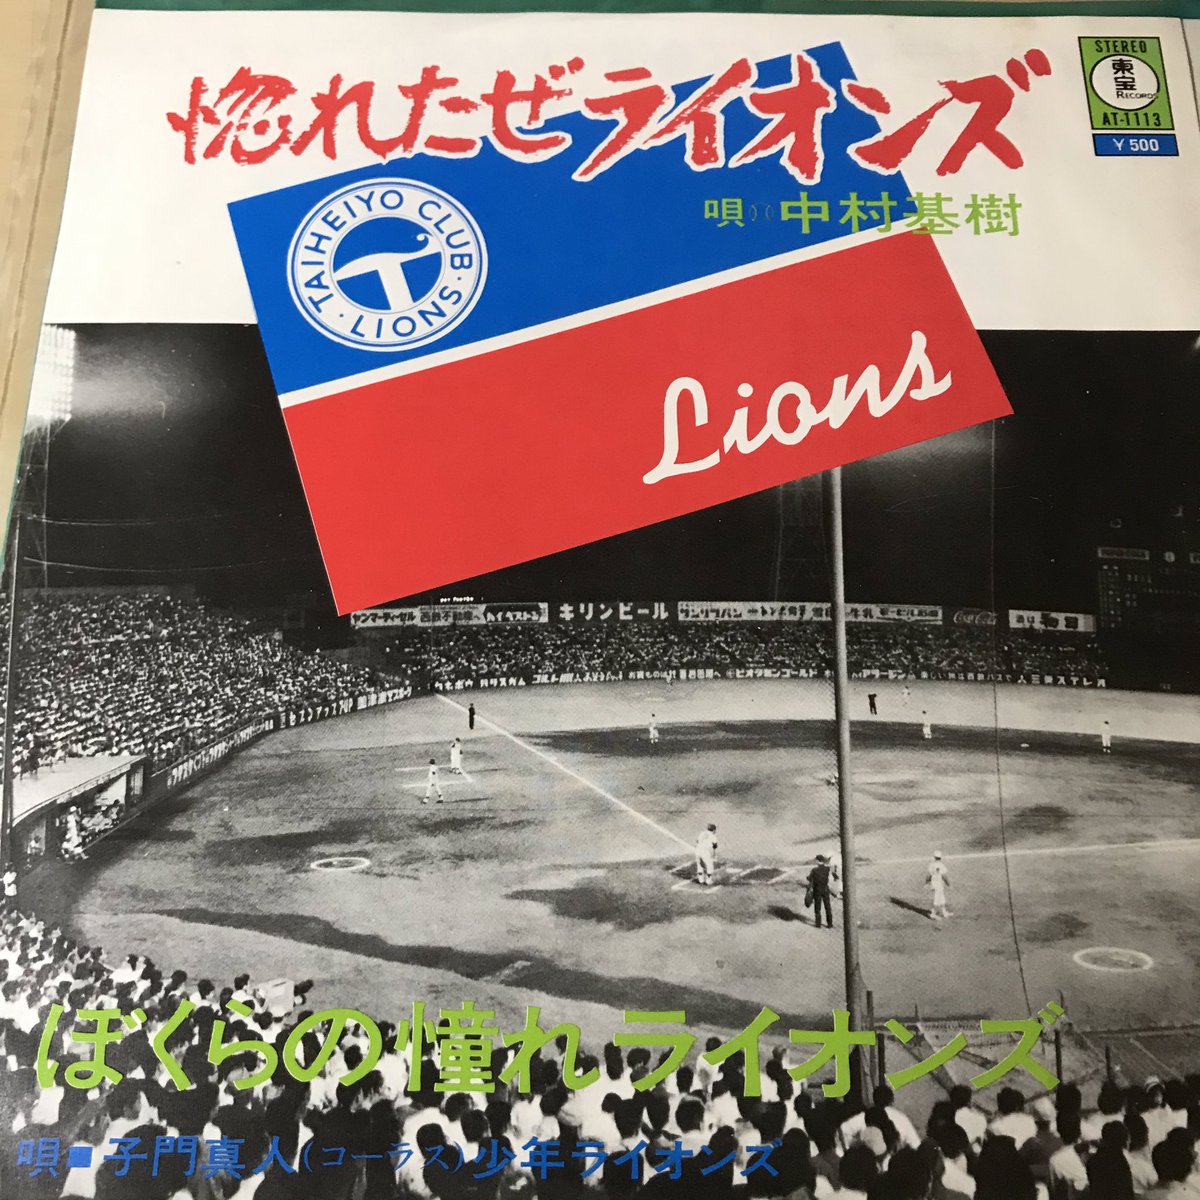 惚れたぜライオンズ
STEREO
東宝
RECORDS
AT-1113
¥500
唄 中村基樹
TAIHEIYO CLUB
LIONS
Lions
キリンビール
ぼくらの憧れライオンズ
唄■子門真人(コーラス)少年ライオンズ